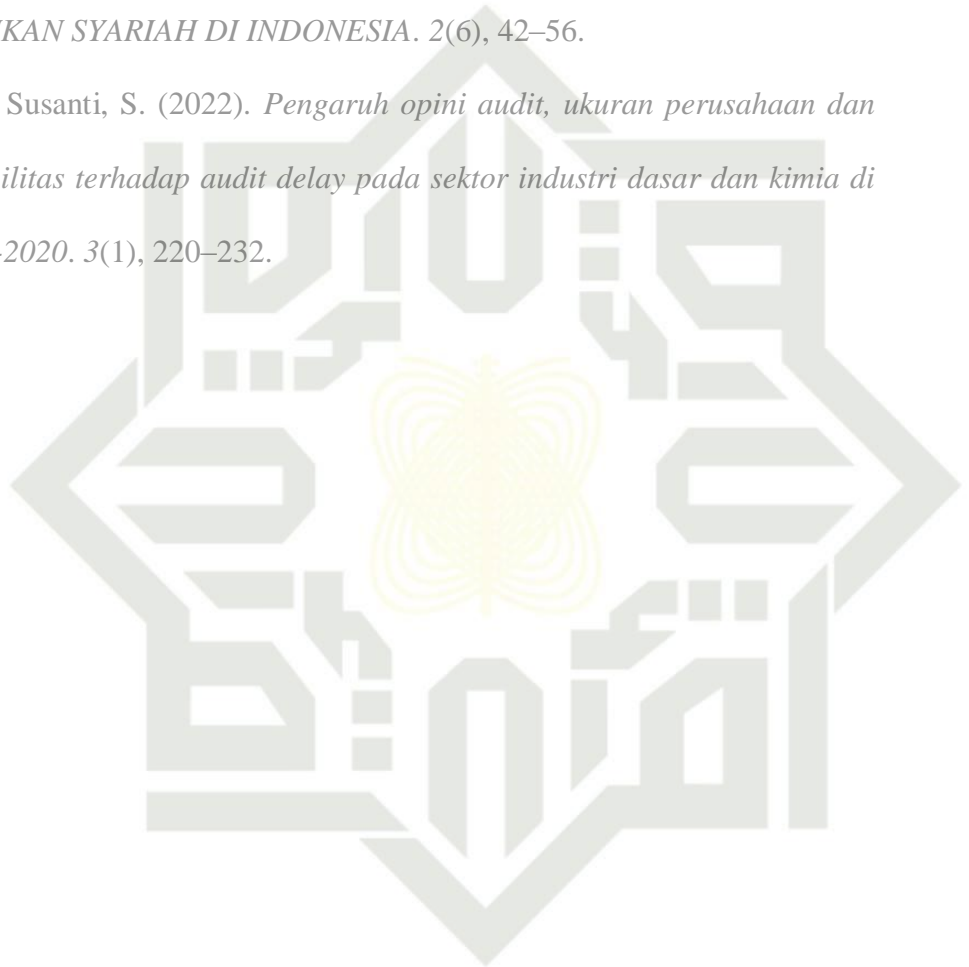 IKAN SYARIAH DI INDONESIA. 2(6), 42–56.
Susanti, S. (2022). Pengaruh opini audit, ukuran perusahaan dan
ilitas terhadap audit delay pada sektor industri dasar dan kimia di
-2020. 3(1), 220–232.